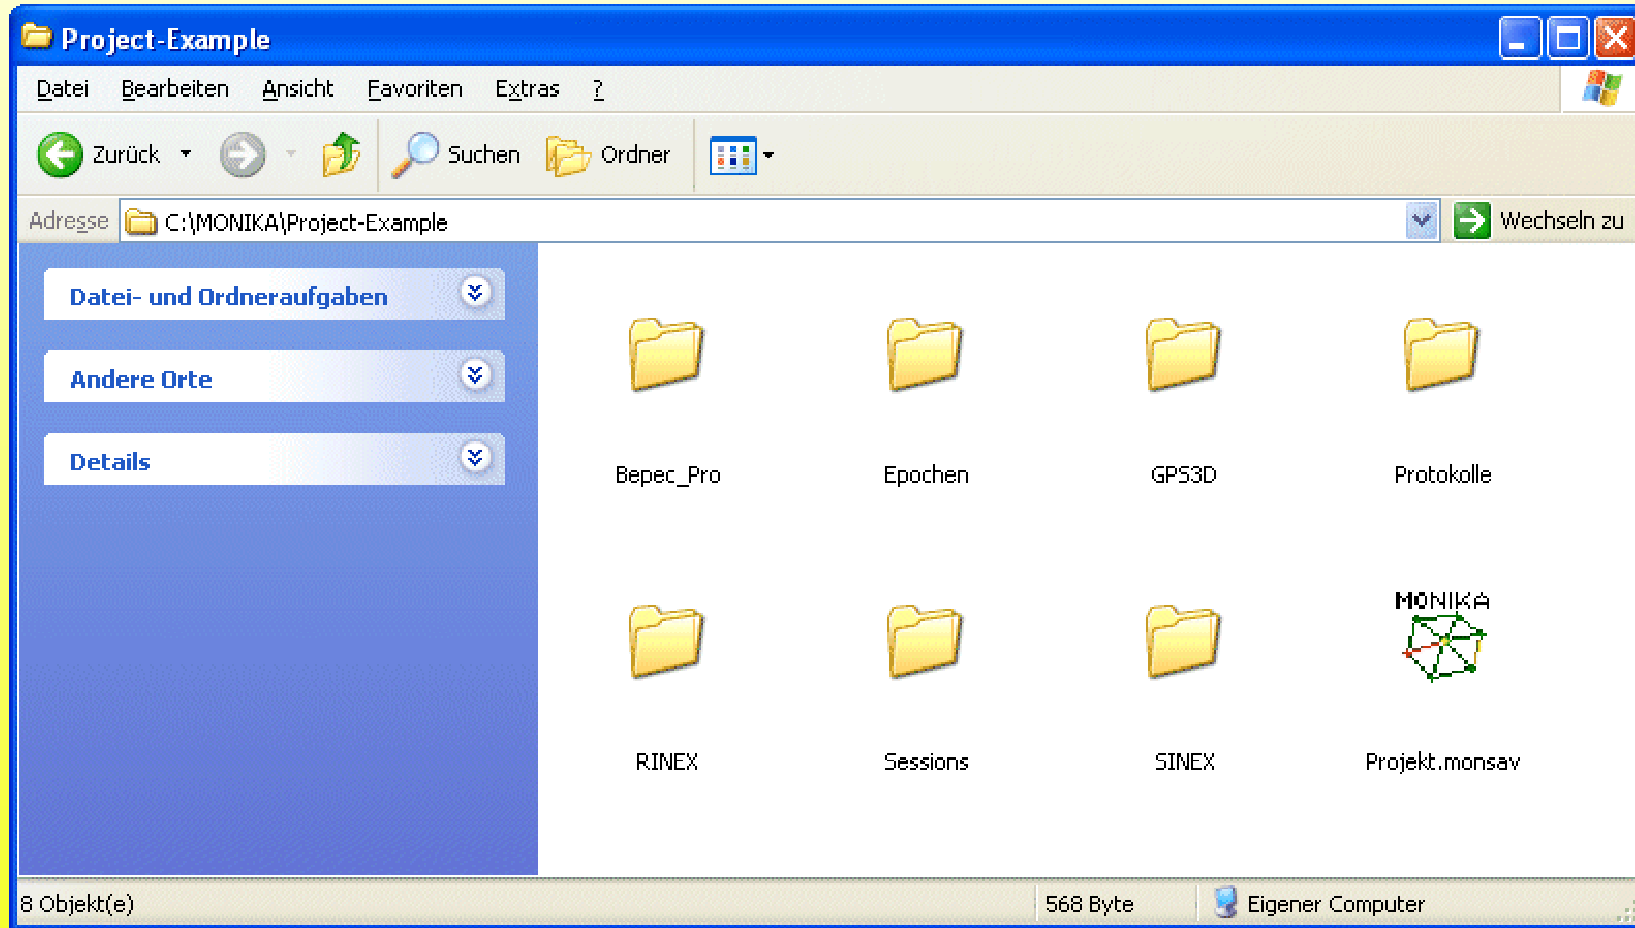 Project-Example
Datei Bearbeiten Ansicht Favoriten Extras ?
Zurück Suchen Ordner
Adresse C:\MONIKA\Project-Example Wechseln zu
Datei- und Ordneraufgaben
Andere Orte
Details
Bepec_Pro Epochen GPS3D Protokolle
MONIKA
RINEX Sessions SINEX Projekt.monsav
8 Objekt(e) 568 Byte Eigener Computer